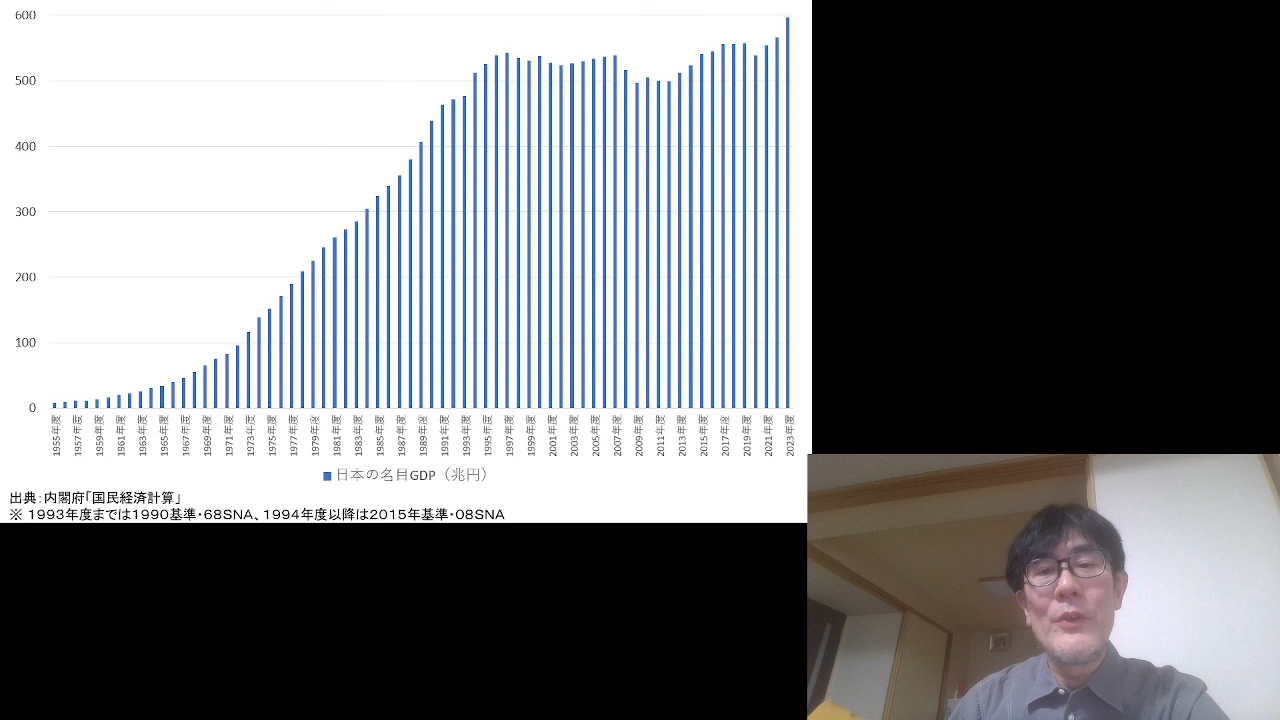 600
500
400
300
200
100
0
1955年度
1957年度
1959年度
1961年度
1963年度
1965年度
1967年度
1969年度
1971年度
1973年度
1975年度
1977年度
1979年度
1981年度
1983年度
1985年度
1987年度
1989年度
1991年度
1993年度
1995年度
1997年度
1999年度
2001年度
2003年度
2005年度
2007年度
2009年度
2011年度
2013年度
2015年度
2017年度
2019年度
2021年度
2023年度
日本の名目GDP（兆円）
出典：内閣府「国民経済計算」
※ 1993年度までは1990基準・68SNA、1994年度以降は2015年基準・08SNA